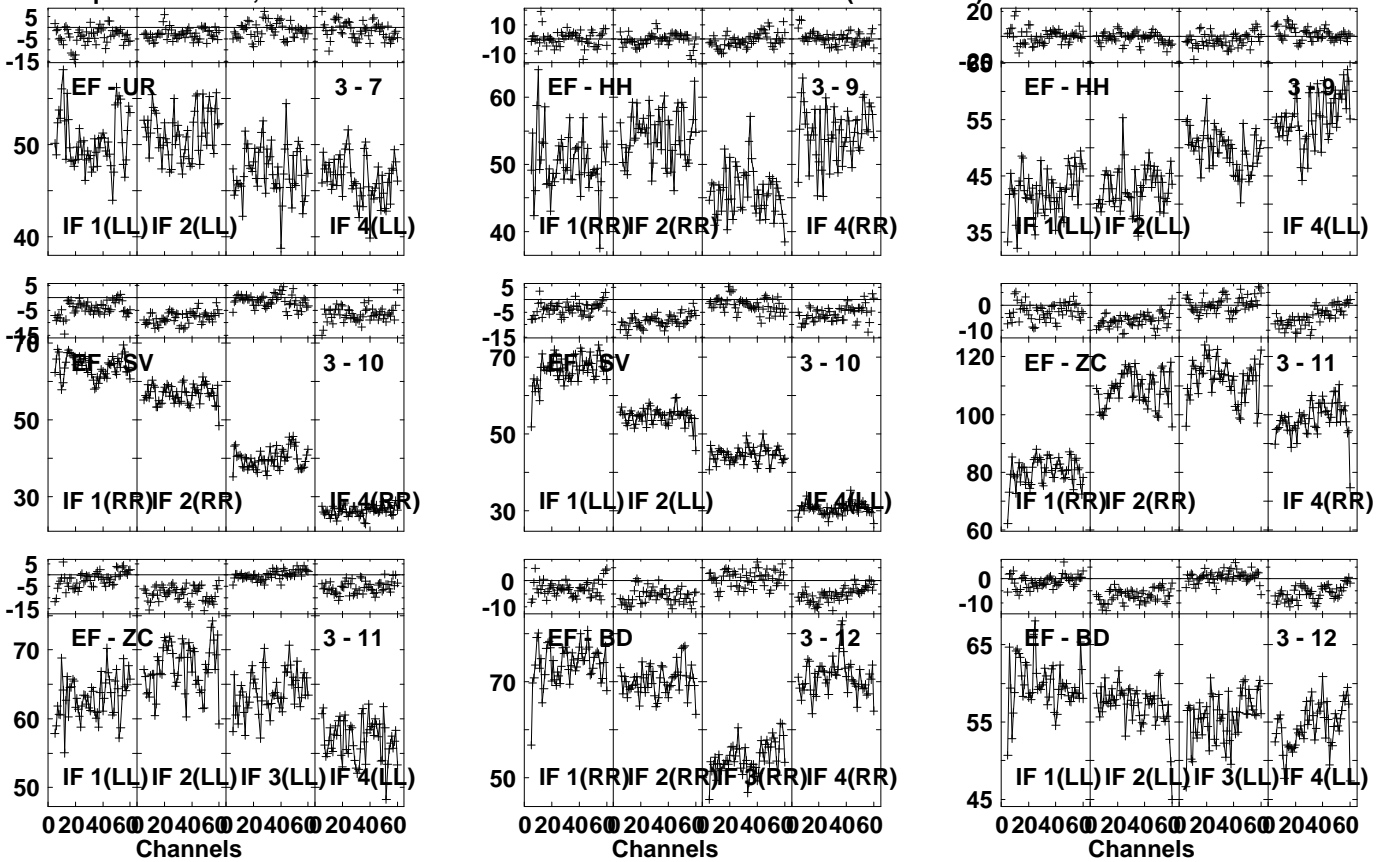 5
-5
-15
EF - UR
3 - 7
50
40
IF 1(LL)
IF 2(LL)
IF 4(LL)
10
-10
EF - HH
3 - 9
60
50
40
IF 1(RR)
IF 2(RR)
IF 4(RR)
20
EF - HH
3 - 9
55
45
35
IF 1(LL)
IF 2(LL)
IF 4(LL)
5
-5
-15
70
EF - SV
3 - 10
50
30
IF 1(RR)
IF 2(RR)
IF 4(RR)
5
-5
-15
70
EF - SV
3 - 10
50
30
IF 1(LL)
IF 2(LL)
IF 4(LL)
0
-10
120
EF - ZC
3 - 11
100
80
60
IF 1(RR)
IF 2(RR)
IF 4(RR)
5
-5
-15
EF - ZC
3 - 11
70
60
50
IF 1(LL)
IF 2(LL)
IF 3(LL)
IF 4(LL)
0 20 40 60 0 20 40 60 0 20 40 60 0 20 40 60
Channels
0
-10
EF - BD
3 - 12
70
50
IF 1(RR)
IF 2(RR)
IF 3(RR)
IF 4(RR)
0 20 40 60 0 20 40 60 0 20 40 60 0 20 40 60
Channels
0
-10
EF - BD
3 - 12
65
55
45
IF 1(LL)
IF 2(LL)
IF 3(LL)
IF 4(LL)
0 20 40 60 0 20 40 60 0 20 40 60 0 20 40 60
Channels